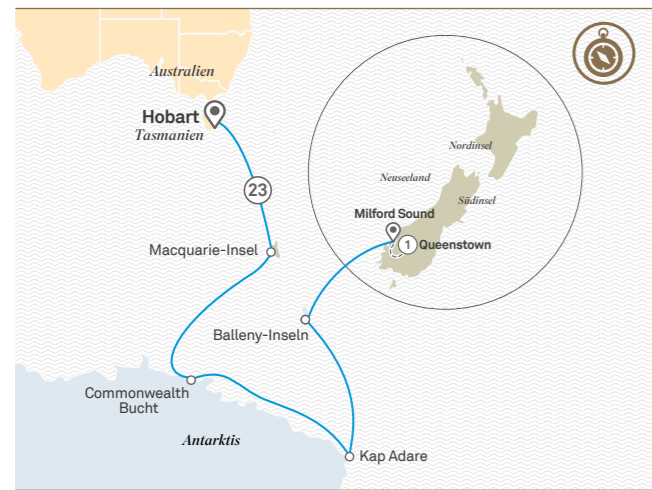 Australien
Hobart
Tasmanien
Nordinsel
Neuseeland
Südinsel
23
Milford Sound
1
Queenstown
Macquarie-Insel
Balleny-Inseln
Commonwealth
Bucht
Antarktis
Kap Adare